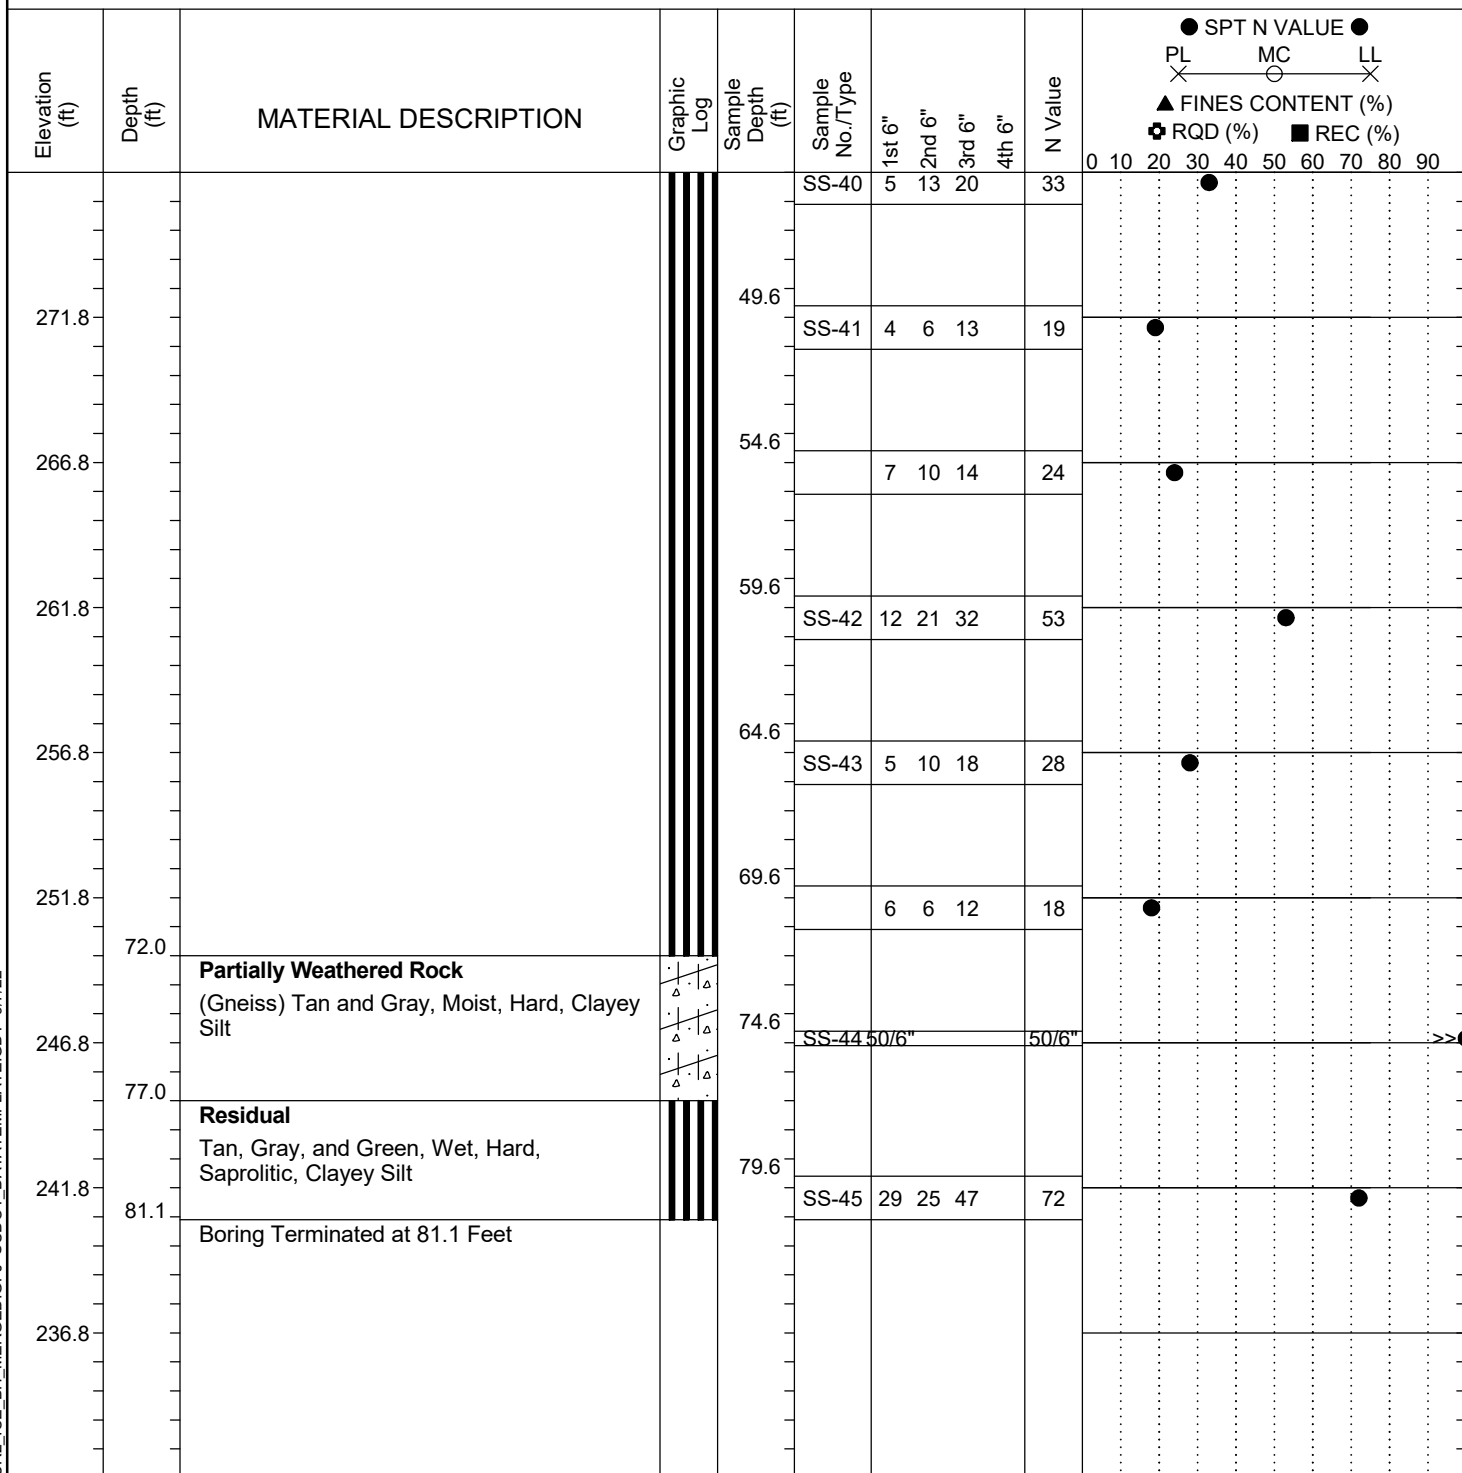 ● SPT N VALUE ●
PL MC LL
▲ FINES CONTENT (%)
RQD (%) ■ REC (%)
Elevation (ft) Depth (ft) MATERIAL DESCRIPTION Graphic Log Sample Depth (ft) Sample No./Type 1st 6" 2nd 6" 3rd 6" 4th 6" N Value
0 10 20 30 40 50 60 70 80 90
SS-40 5 13 20 33
49.6
271.8 SS-41 4 6 13 19
54.6
266.8 7 10 14 24
59.6
261.8 SS-42 12 21 32 53
64.6
256.8 SS-43 5 10 18 28
69.6
251.8 6 6 12 18
72.0
Partially Weathered Rock
(Gneiss) Tan and Gray, Moist, Hard, Clayey
Silt
74.6
246.8 SS-44 50/6" 50/6" >>
77.0
Residual
Tan, Gray, and Green, Wet, Hard,
Saprolitic, Clayey Silt
79.6
241.8 SS-45 29 25 47 72
81.1
Boring Terminated at 81.1 Feet
236.8